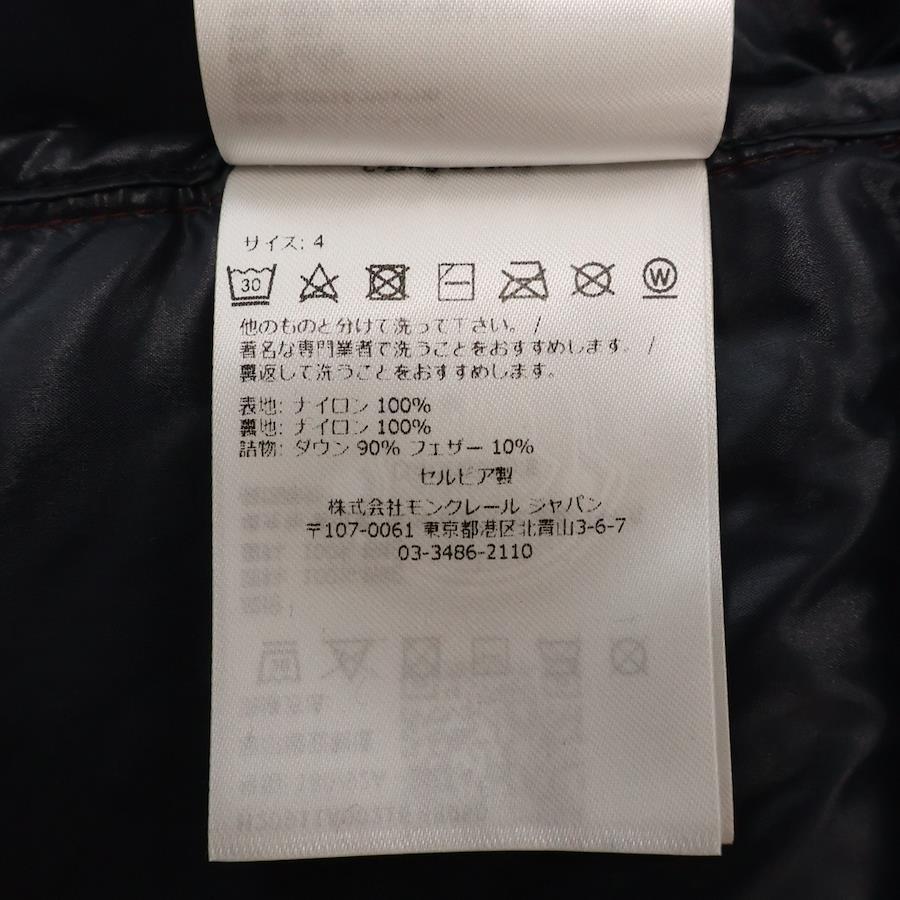 サイズ: 4
30 W
他のものと分けて洗って下さい。 /
著名な専門業者で洗うことをおすすめします。 /
裏返して洗うことをおすすめします。
表地: ナイロン 100%
裏地: ナイロン 100%
詰物: ダウン 90% フェザー 10%
セルビア製
株式会社モンクレール ジャパン
〒107-0061 東京都港区北青山3-6-7
03-3486-2110